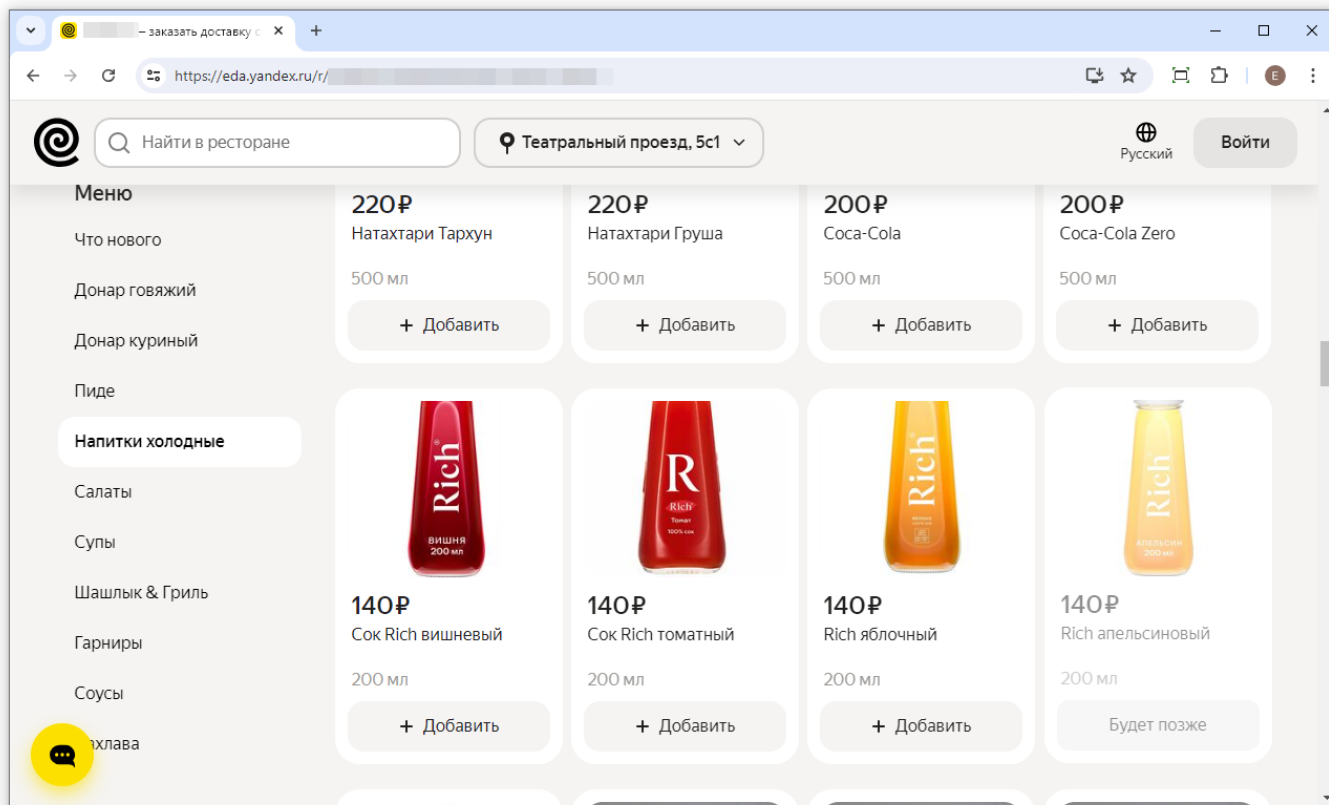 – заказать доставку с
https://eda.yandex.ru/r/
E
Найти в ресторане
Театральный проезд, 5с1
Русский
Войти
Меню
Что нового
Донар говяжий
Донар куриный
Пиде
Напитки холодные
Салаты
Супы
Шашлык & Гриль
Гарниры
Соусы
ахлава
220₽
Натахтари Тархун
500 мл
+ Добавить
220₽
Натахтари Груша
500 мл
+ Добавить
200₽
Coca-Cola
500 мл
+ Добавить
200₽
Coca-Cola Zero
500 мл
+ Добавить
Rich
ВИШНЯ
200 мл
140₽
Сок Rich вишневый
200 мл
+ Добавить
R
Rich
Томат
100% сок
140₽
Сок Rich томатный
200 мл
+ Добавить
Rich
140₽
Rich яблочный
200 мл
+ Добавить
Rich
АПЕЛЬСИН
200 мл
140₽
Rich апельсиновый
200 мл
Будет позже